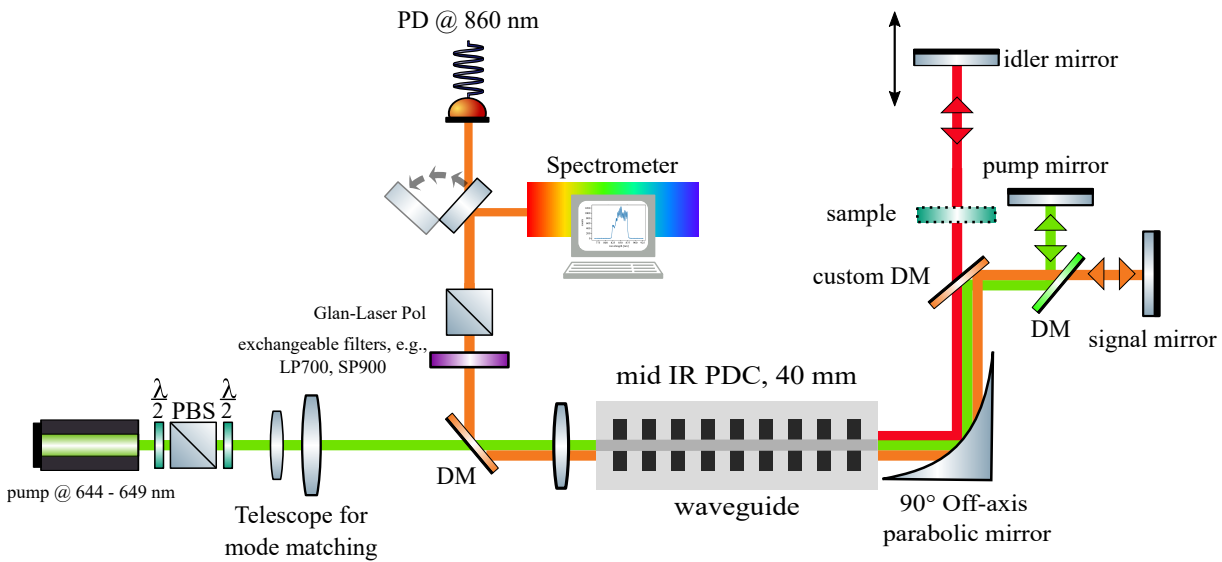 PD @ 860 nm
idler mirror
Spectrometer
pump mirror
sample
custom DM
Glan-Laser Pol
DM
signal mirror
exchangeable filters, e.g.,
LP700, SP900
mid IR PDC, 40 mm
λ
2
PBS
λ
2
DM
pump @ 644 - 649 nm
waveguide
90° Off-axis
parabolic mirror
Telescope for
mode matching